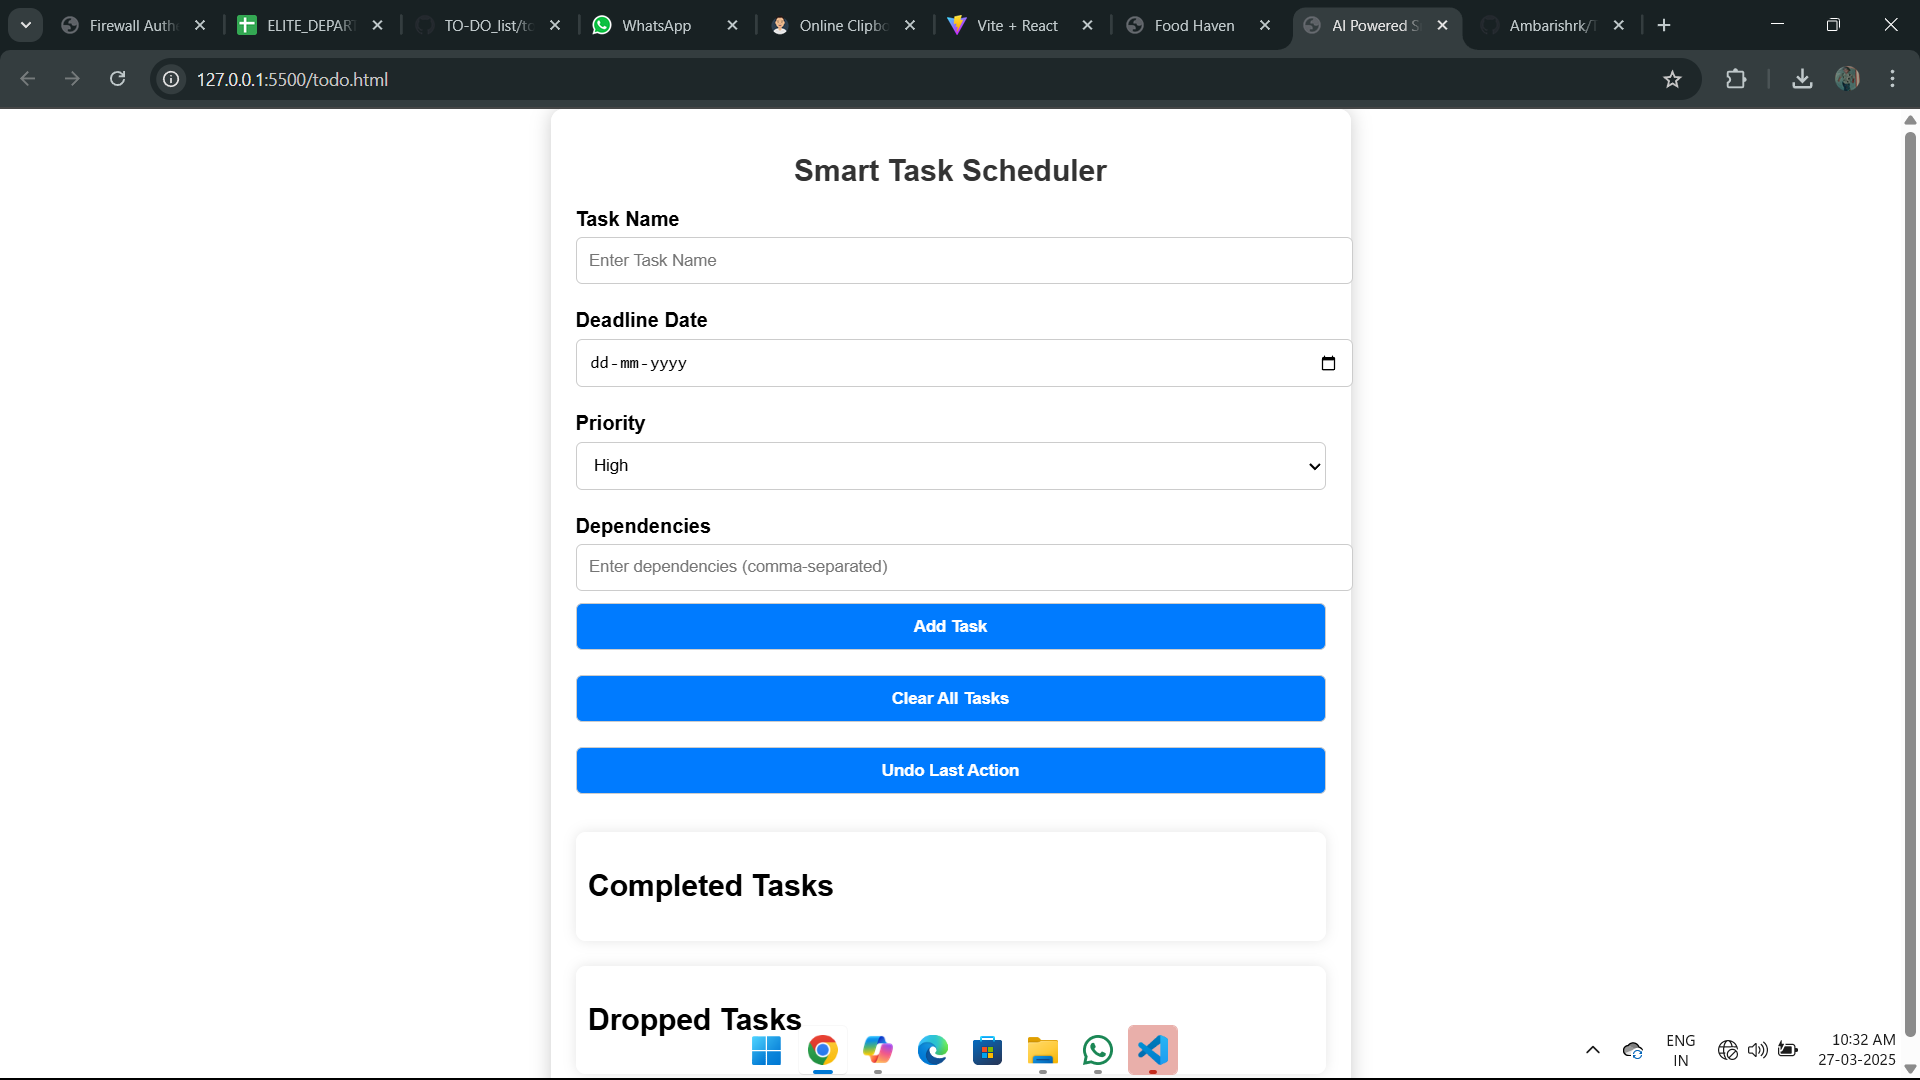 Firewall Auth
ELITE_DEPAR
TO-DO_list/to
WhatsApp
Online Clipbo
Vite + React
Food Haven
AI Powered S
Ambarishrk/T
127.0.0.1:5500/todo.html
Smart Task Scheduler
Task Name
Enter Task Name
Deadline Date
dd-mm-yyyy
Priority
High
Dependencies
Enter dependencies (comma-separated)
Add Task
Clear All Tasks
Undo Last Action
Completed Tasks
Dropped Tasks
ENG
IN
10:32 AM
27-03-2025